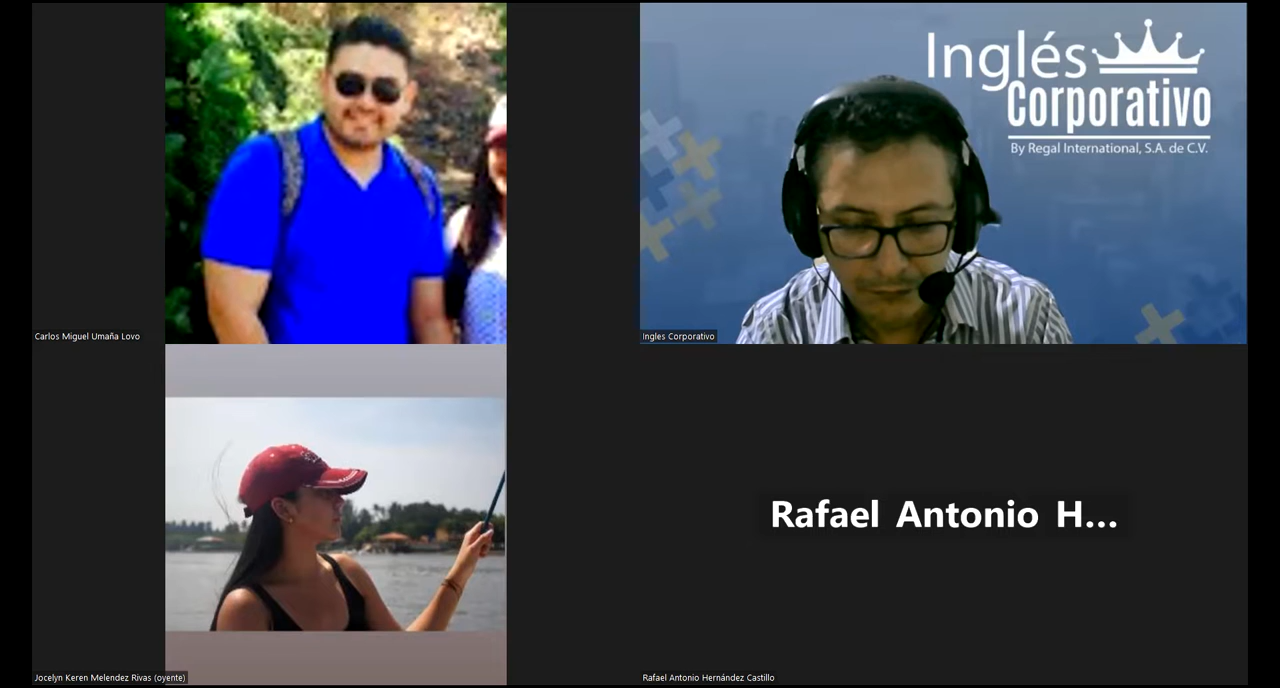 Inglés
Corporativo
By Regal International, S.A. de C.V.
Carlos Miguel Umaña Lovo
Ingles Corporativo
Rafael Antonio H...
Jocelyn Keren Melendez Rivas (oyente)
Rafael Antonio Hernández Castillo